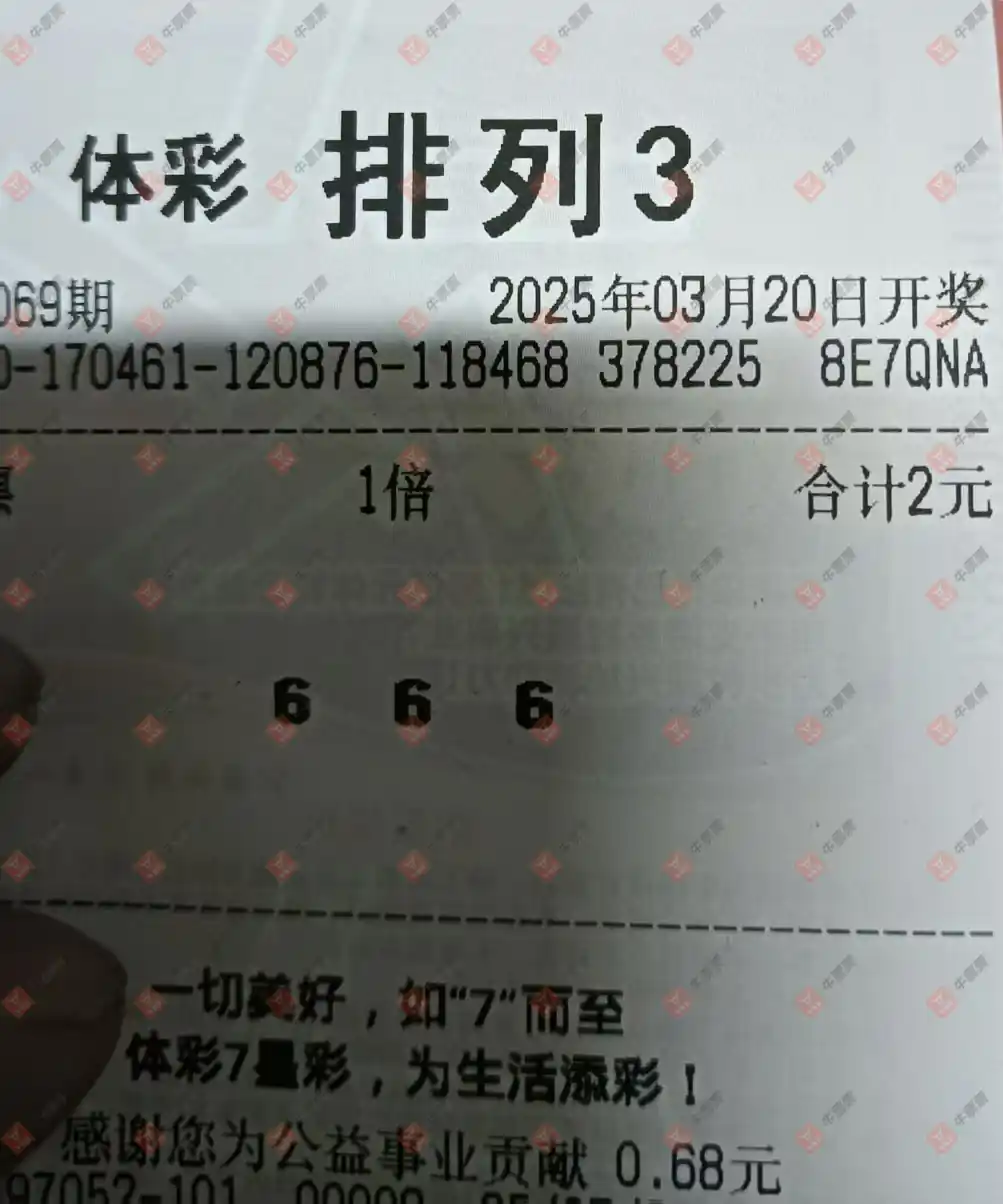 体彩 排列3
069期 2025年03月20日开奖
0-170461-120876-118468 378225 8E7QNA
1倍 合计2元
6 6 6
一切美好，如“7”而至
体彩7星彩，为生活添彩！
感谢您为公益事业贡献 0.68元
97052-101 00000